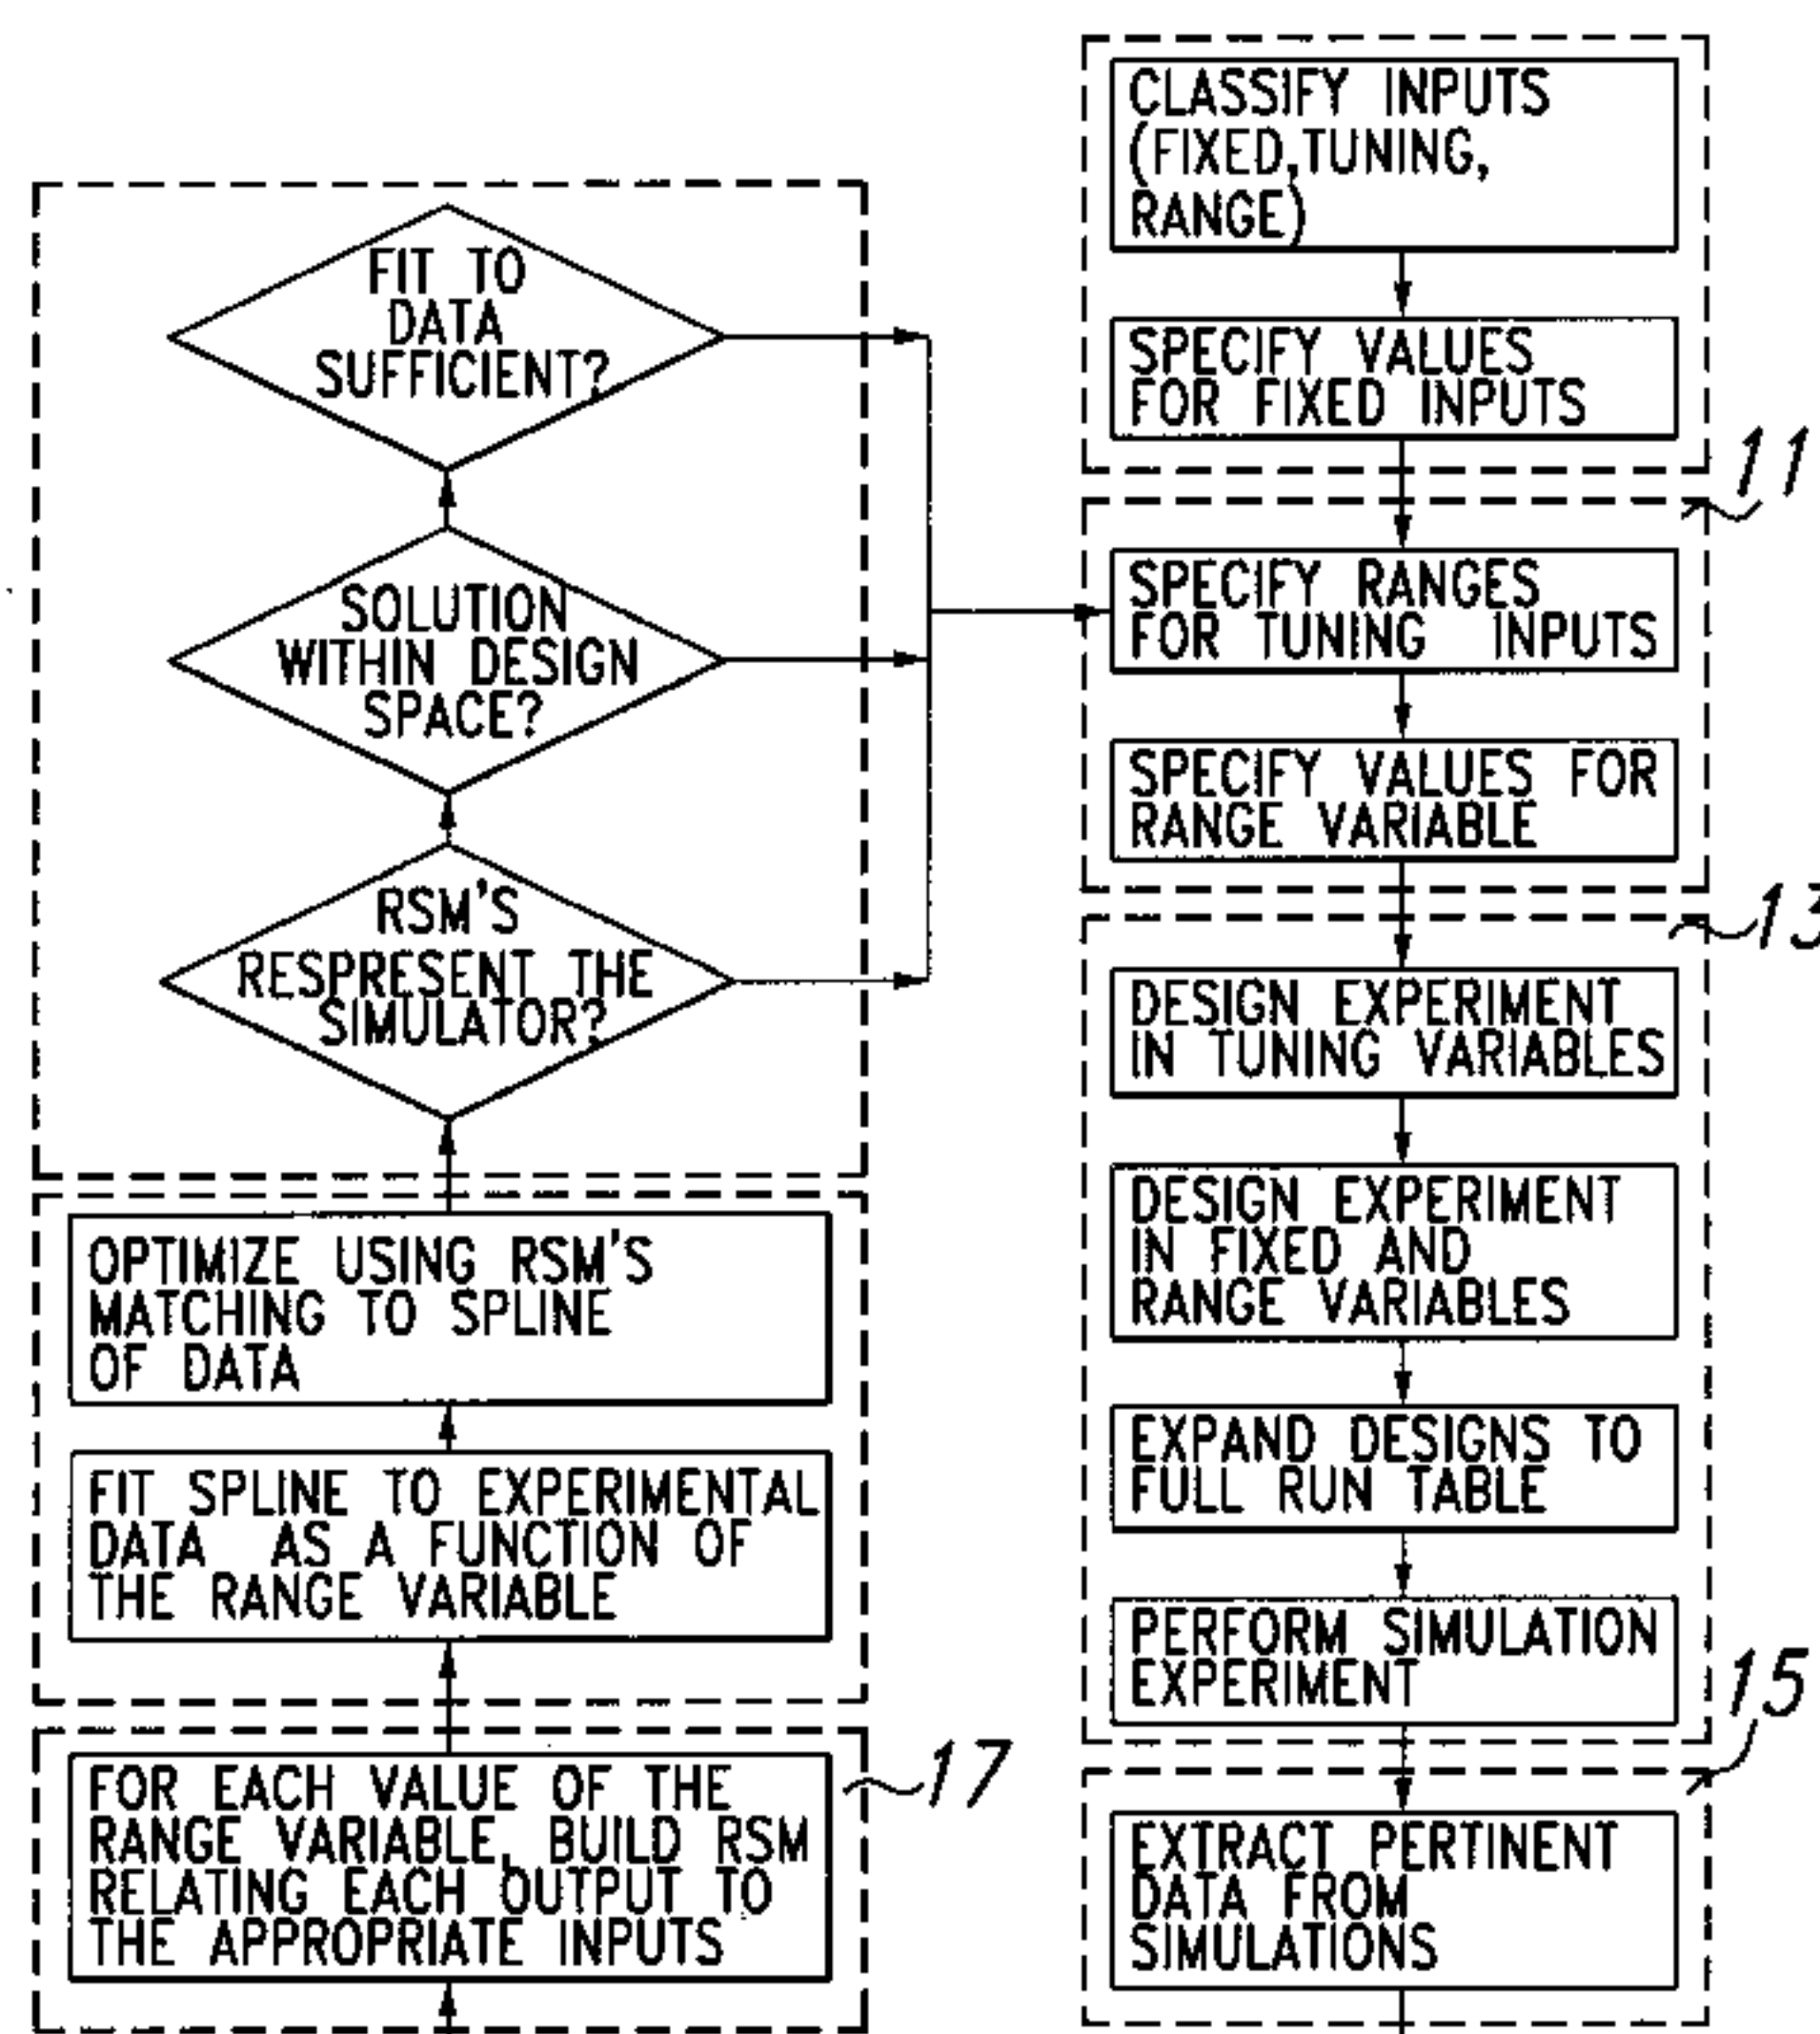 CLASSIFY INPUTS
(FIXED,TUNING,
RANGE)
SPECIFY VALUES
FOR FIXED INPUTS
11
SPECIFY RANGES
FOR TUNING INPUTS
SPECIFY VALUES FOR
RANGE VARIABLE
13
DESIGN EXPERIMENT
IN TUNING VARIABLES
DESIGN EXPERIMENT
IN FIXED AND
RANGE VARIABLES
EXPAND DESIGNS TO
FULL RUN TABLE
PERFORM SIMULATION
EXPERIMENT
15
EXTRACT PERTINENT
DATA FROM
SIMULATIONS
FIT TO
DATA
SUFFICIENT?
SOLUTION
WITHIN DESIGN
SPACE?
RSM'S
RESPRESENT THE
SIMULATOR?
OPTIMIZE USING RSM'S
MATCHING TO SPLINE
OF DATA
FIT SPLINE TO EXPERIMENTAL
DATA AS A FUNCTION OF
THE RANGE VARIABLE
17
FOR EACH VALUE OF THE
RANGE VARIABLE, BUILD RSM
RELATING EACH OUTPUT TO
THE APPROPRIATE INPUTS